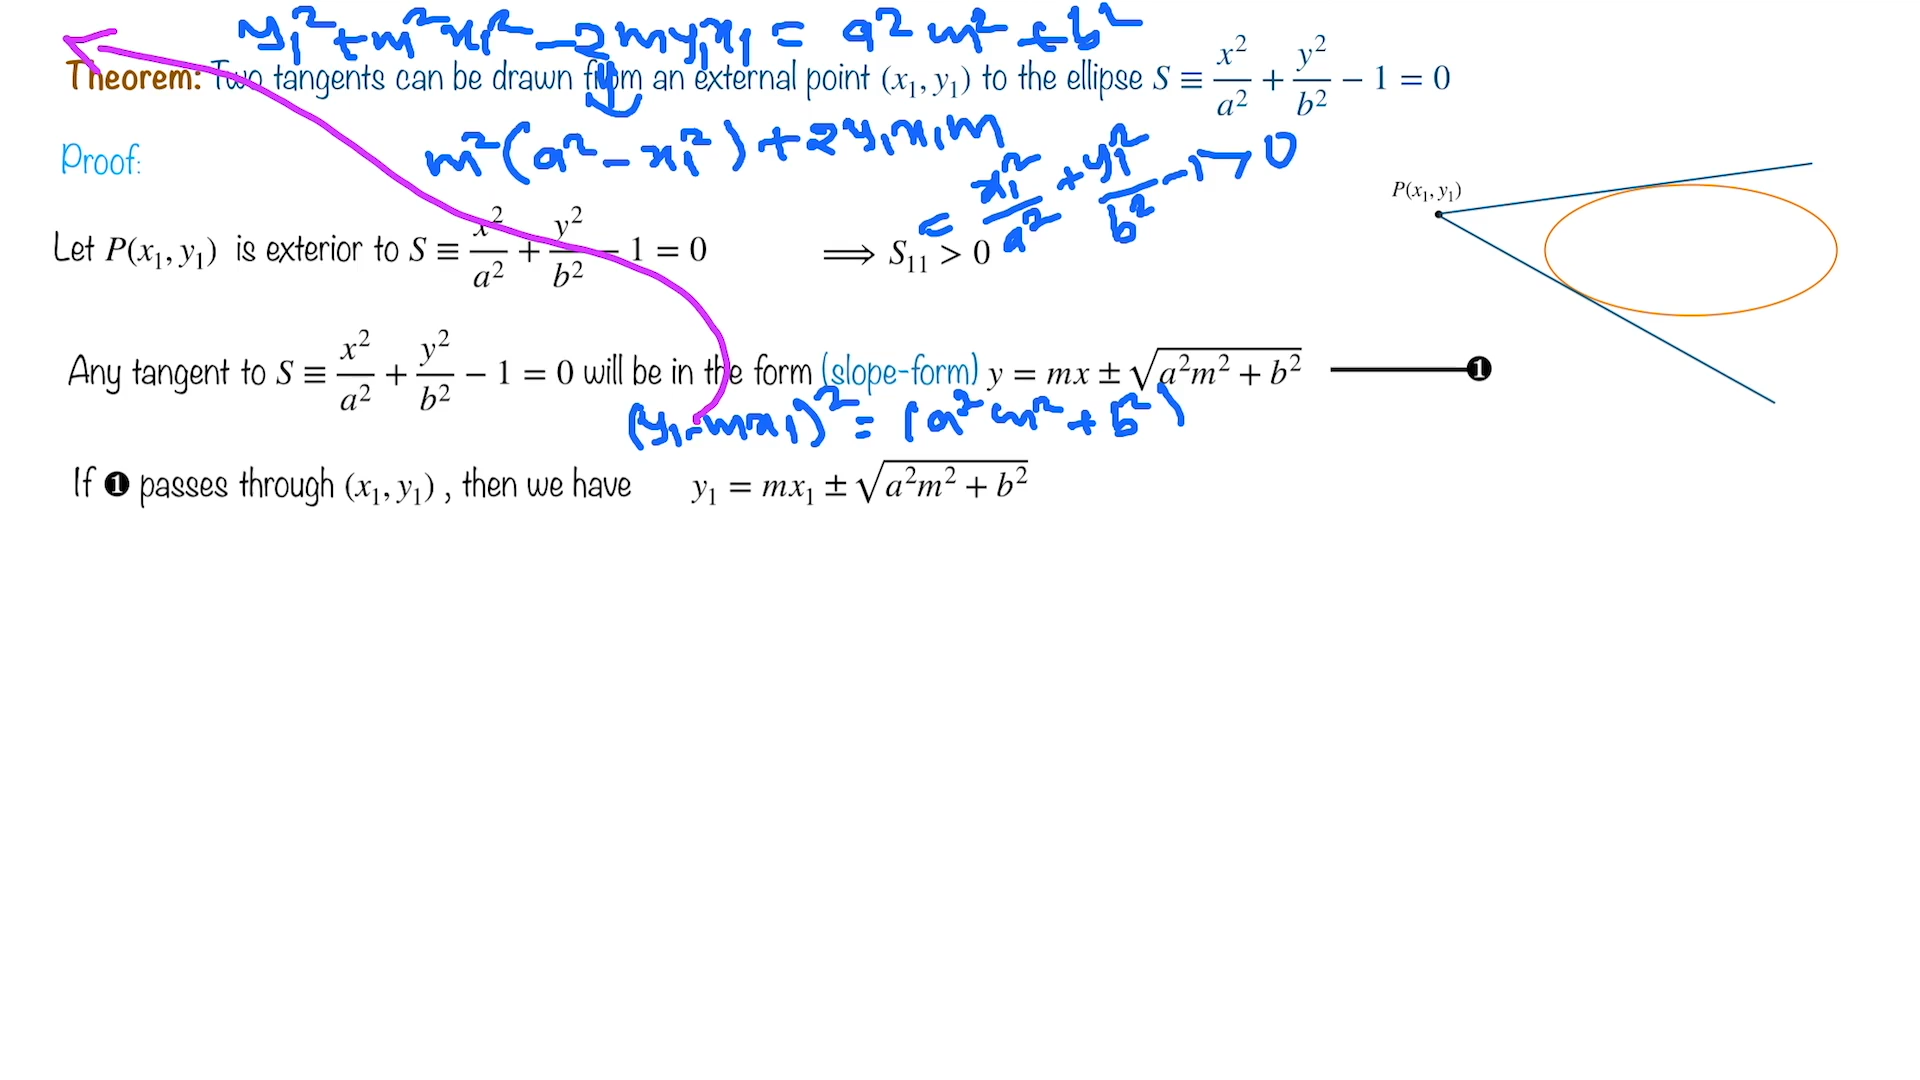 y₁² + m²x₁² - 2my₁x₁ = a²m² + b²
Theorem: Two tangents can be drawn from an external point (x₁, y₁) to the ellipse S ≡ x²/a² + y²/b² − 1 = 0
m²(a² - x₁²) + 2y₁x₁m
Proof:
= x₁²/a² + y₁²/b² - 1 > 0
P(x₁, y₁)
Let P(x₁, y₁) is exterior to S ≡ x²/a² + y²/b² − 1 = 0 ⟹ S₁₁ > 0
Any tangent to S ≡ x²/a² + y²/b² − 1 = 0 will be in the form (slope-form) y = mx ± √(a²m² + b²) ❶
(y₁ - mx₁)² = (a²m² + b²)
If ❶ passes through (x₁, y₁) , then we have y₁ = mx₁ ± √(a²m² + b²)